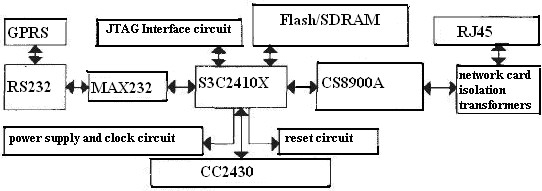 GPRS
JTAG Interface circuit
Flash/SDRAM
RJ45
RS232
MAX232
S3C2410X
CS8900A
network card
isolation
transformers
power supply and clock circuit
reset circuit
CC2430